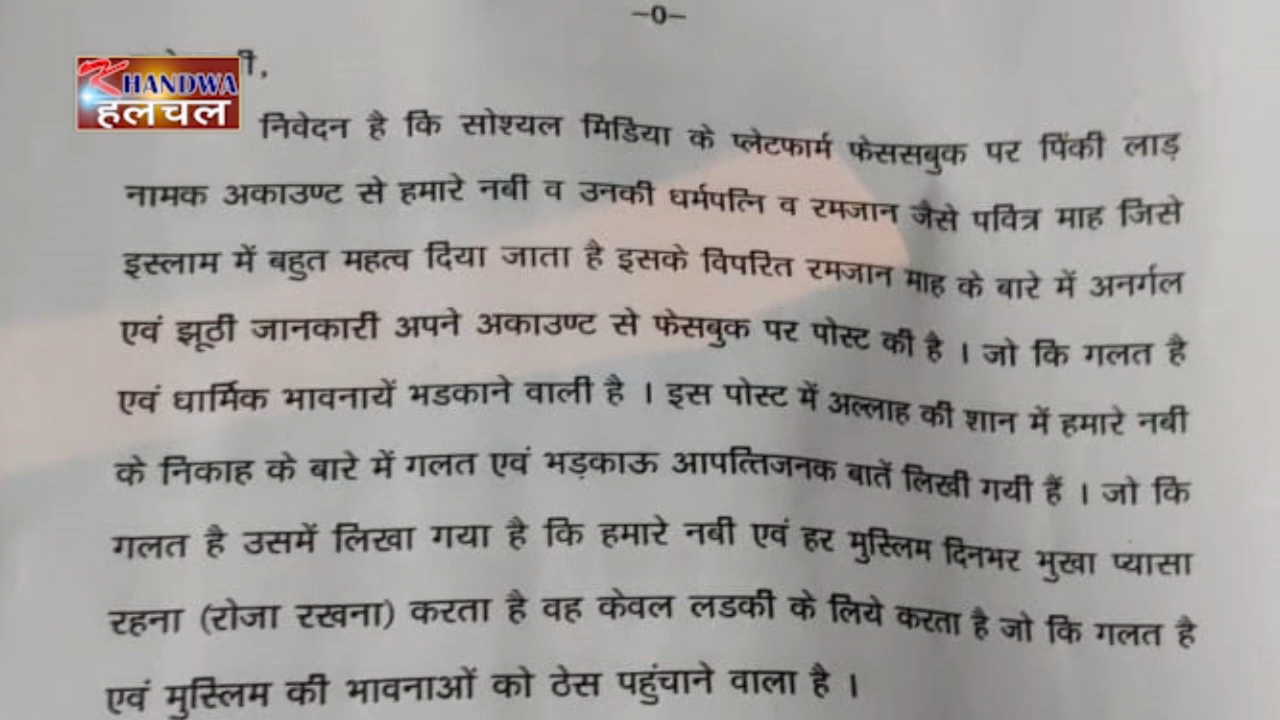 -0-
KHANDWA
हलचल
निवेदन है कि सोश्यल मिडिया के प्लेटफार्म फेससबुक पर पिंकी लाड़
नामक अकाउण्ट से हमारे नबी व उनकी धर्मपत्नि व रमजान जैसे पवित्र माह जिसे
इस्लाम में बहुत महत्व दिया जाता है इसके विपरित रमजान माह के बारे में अनर्गल
एवं झूठी जानकारी अपने अकाउण्ट से फेसबुक पर पोस्ट की है । जो कि गलत है
एवं धार्मिक भावनायें भडकाने वाली है । इस पोस्ट में अल्लाह की शान में हमारे नबी
के निकाह के बारे में गलत एवं भड़काऊ आपत्तिजनक बातें लिखी गयी हैं । जो कि
गलत है उसमें लिखा गया है कि हमारे नबी एवं हर मुस्लिम दिनभर भुखा प्यासा
रहना (रोजा रखना) करता है वह केवल लडकी के लिये करता है जो कि गलत है
एवं मुस्लिम की भावनाओं को ठेस पहुंचाने वाला है ।